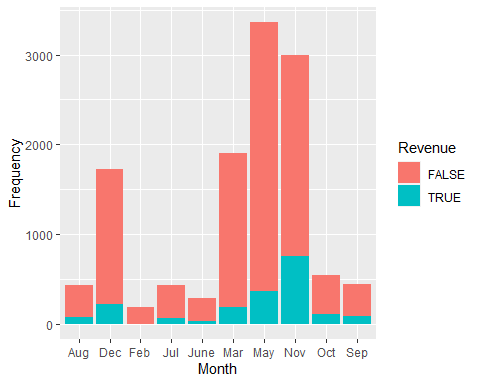 Frequency
3000
2000
1000
0
Aug Dec Feb Jul June Mar May Nov Oct Sep
Month
Revenue
FALSE
TRUE